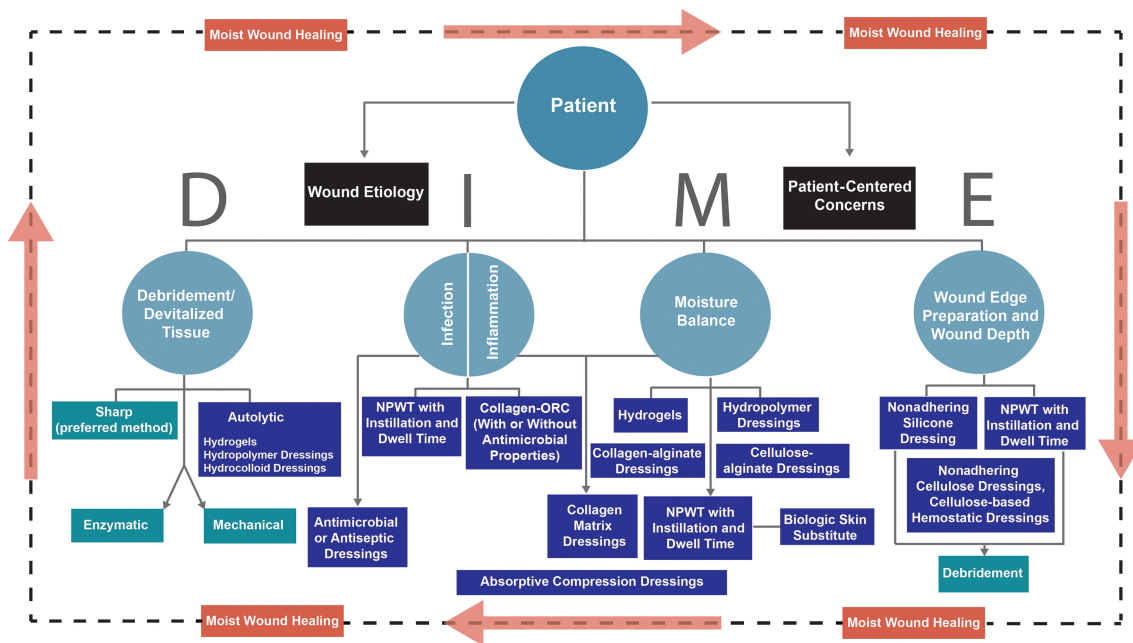 Moist Wound Healing
Moist Wound Healing
Patient
Wound Etiology
Patient-Centered
Concerns
D
I
M
E
Debridement/
Devitalized
Tissue
Infection
Inflammation
Moisture
Balance
Wound Edge
Preparation and
Wound Depth
Sharp
(preferred method)
Autolytic
Hydrogels
Hydropolymer Dressings
Hydrocolloid Dressings
Enzymatic
Mechanical
NPWT with
Instillation and
Dwell Time
Collagen-ORC
(With or Without
Antimicrobial
Properties)
Antimicrobial
or Antiseptic
Dressings
Collagen
Matrix
Dressings
Hydrogels
Hydropolymer
Dressings
Collagen-alginate
Dressings
Cellulose-
alginate Dressings
NPWT with
Instillation and
Dwell Time
Biologic Skin
Substitute
Nonadhering
Silicone
Dressing
NPWT with
Instillation and
Dwell Time
Nonadhering
Cellulose Dressings,
Cellulose-based
Hemostatic Dressings
Debridement
Absorptive Compression Dressings
Moist Wound Healing
Moist Wound Healing